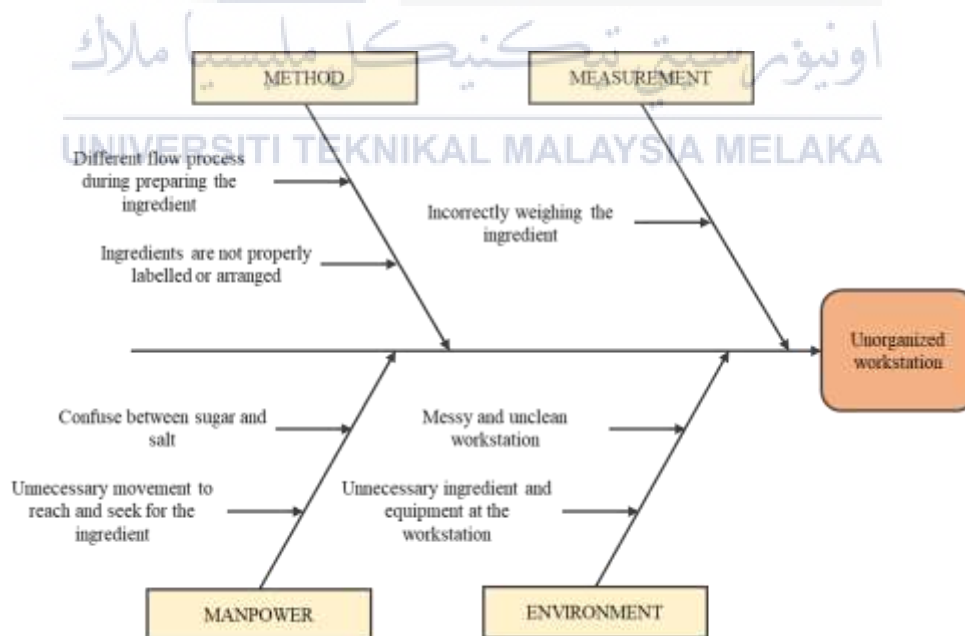 اونيۏرسيتي تيكنيكل مليسيا ملاك
METHOD
MEASUREMENT
UNIVERSITI TEKNIKAL MALAYSIA MELAKA
Different flow process
during preparing the
ingredient
Ingredients are not properly
labelled or arranged
Incorrectly weighing the
ingredient
Unorganized
workstation
Confuse between sugar and
salt
Unnecessary movement to
reach and seek for the
ingredient
Messy and unclean
workstation
Unnecessary ingredient and
equipment at the
workstation
MANPOWER
ENVIRONMENT